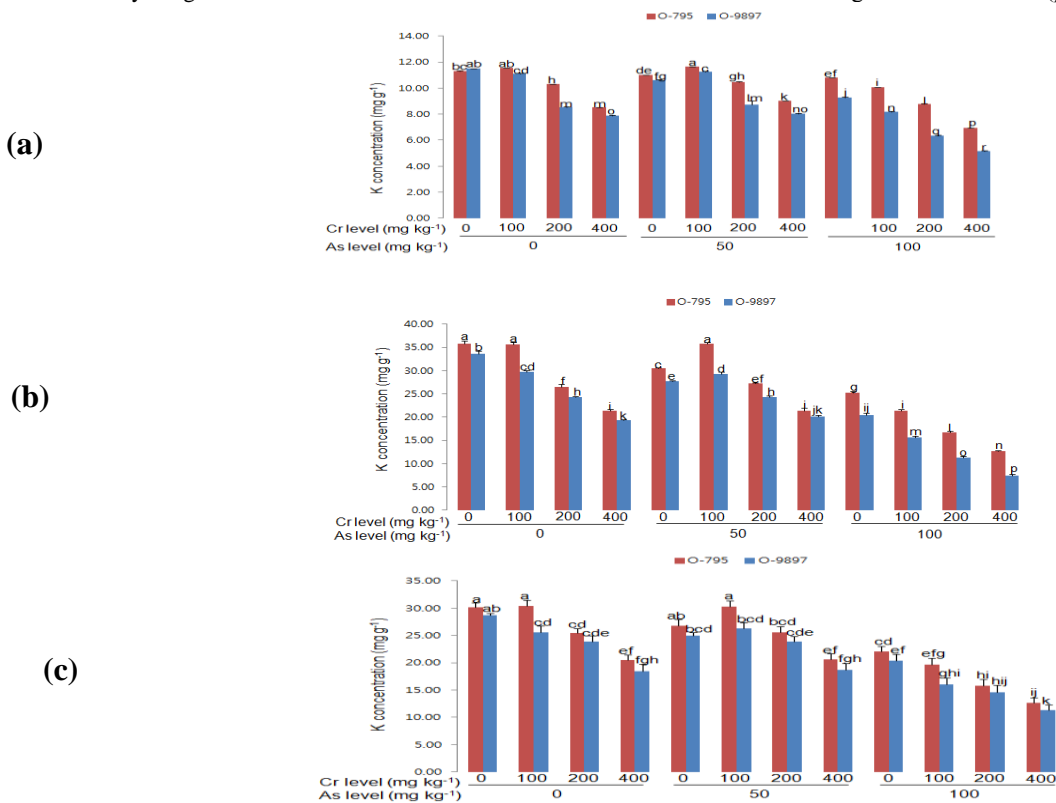 O-795 O-9897
14.00
12.00
10.00
8.00
6.00
4.00
2.00
0.00
K concentration (mg g-1)
bc ab ab cd h m m o de fg a c gh lm k no ef j i n l q p r
Cr level (mg kg-1) 0 100 200 400 0 100 200 400 100 200 400
As level (mg kg-1) 0 50 100
(a)
O-795 O-9897
40.00
35.00
30.00
25.00
20.00
15.00
10.00
5.00
0.00
K concentration (mg g-1)
a b a cd f h i k c e a d ef h i jk g ij i m l o n p
Cr level (mg kg-1) 0 100 200 400 0 100 200 400 0 100 200 400
As level (mg kg-1) 0 50 100
(b)
O-795 O-9897
35.00
30.00
25.00
20.00
15.00
10.00
5.00
0.00
K concentration (mg g-1)
a ab a cd cd cde ef fgh ab bcd a bcd bcd cde ef fgh cd ef efg ghi hi hij ij k
Cr level (mg kg-1) 0 100 200 400 0 100 200 400 0 100 200 400
As level (mg kg-1) 0 50 100
(c)